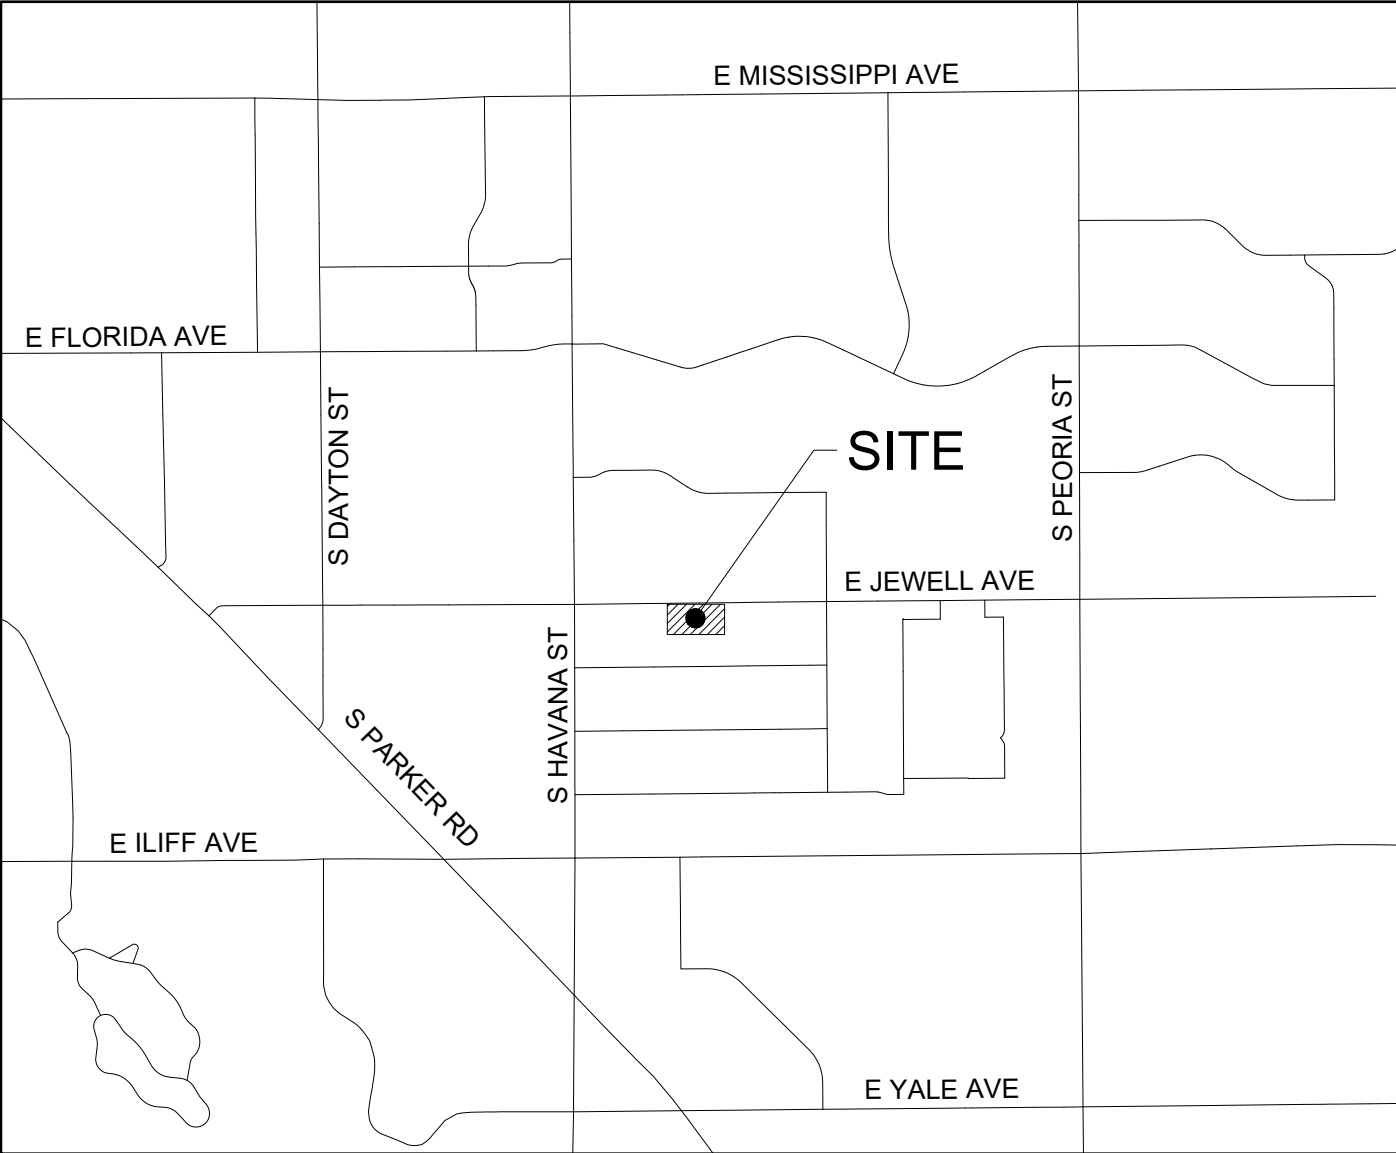 E MISSISSIPPI AVE
E FLORIDA AVE
S DAYTON ST
SITE
S PEORIA ST
E JEWELL AVE
S HAVANA ST
S PARKER RD
E ILIFF AVE
E YALE AVE